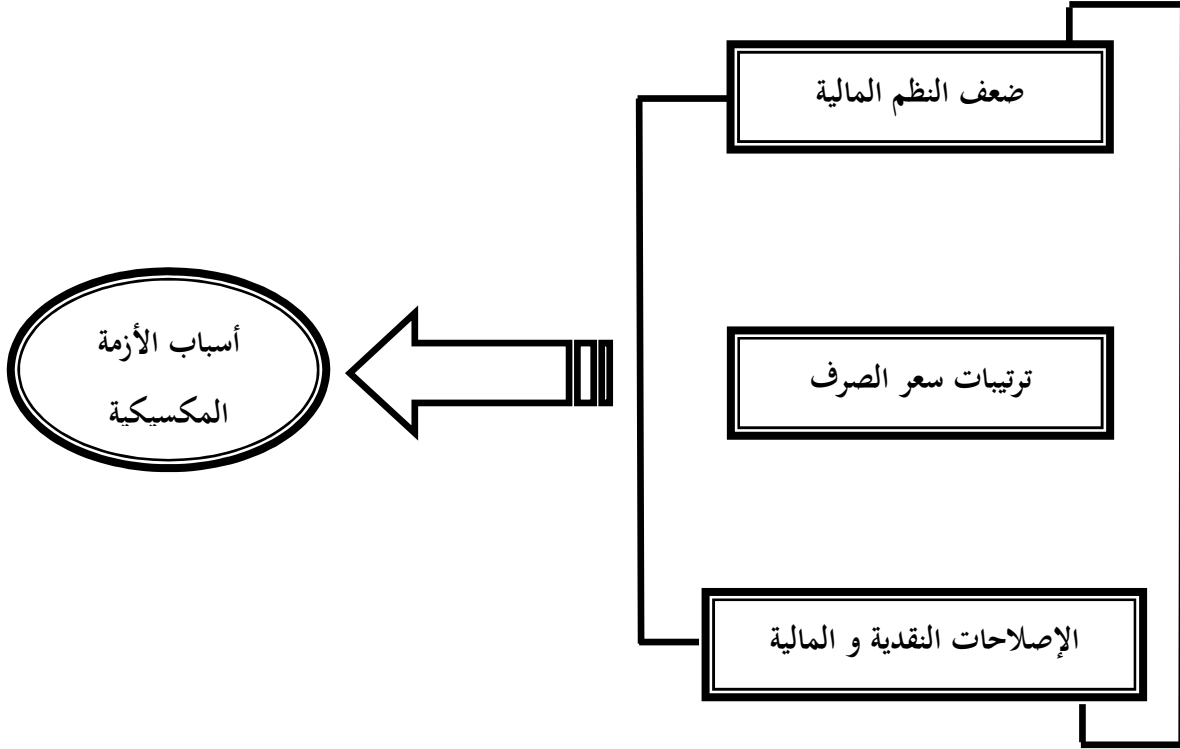 ضعف النظم المالية
ترتيبات سعر الصرف
أسباب الأزمة
المكسيكية
الإصلاحات النقدية و المالية